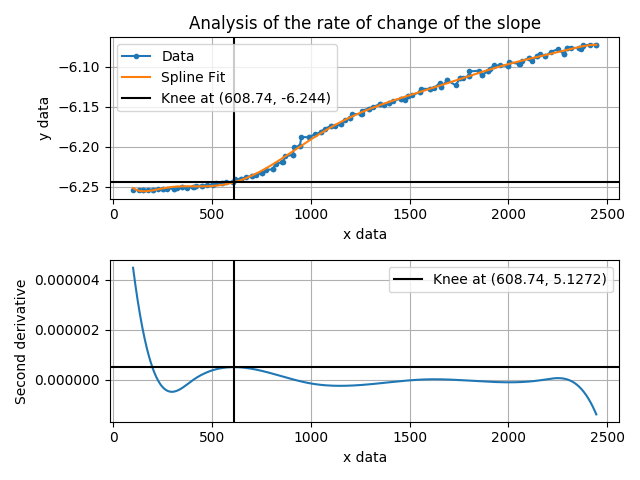 Analysis of the rate of change of the slope
Data
Spline Fit
Knee at (608.74, -6.244)
−6.10
−6.15
−6.20
−6.25
y data
0 500 1000 1500 2000 2500
x data
Knee at (608.74, 5.1272)
0.000004
0.000002
0.000000
Second derivative
0 500 1000 1500 2000 2500
x data